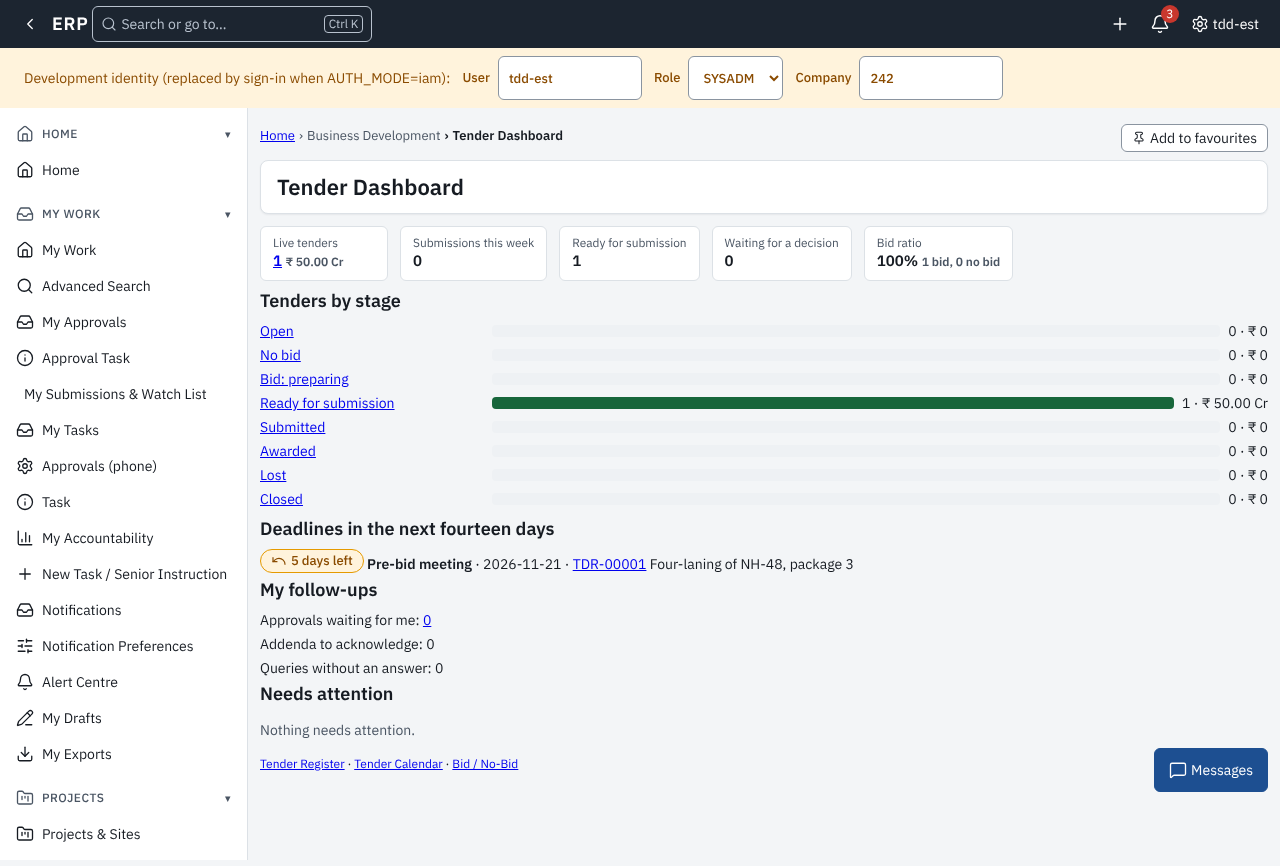 ERP
Search or go to…
Ctrl K
3
tdd-est
Development identity (replaced by sign-in when AUTH_MODE=iam): User tdd-est Role SYSADM Company 242
HOME
Home
MY WORK
My Work
Advanced Search
My Approvals
Approval Task
My Submissions & Watch List
My Tasks
Approvals (phone)
Task
My Accountability
New Task / Senior Instruction
Notifications
Notification Preferences
Alert Centre
My Drafts
My Exports
PROJECTS
Projects & Sites
Home › Business Development › Tender Dashboard
Add to favourites
Tender Dashboard
Live tenders
1 ₹ 50.00 Cr
Submissions this week
0
Ready for submission
1
Waiting for a decision
0
Bid ratio
100% 1 bid, 0 no bid
Tenders by stage
Open 0 · ₹ 0
No bid 0 · ₹ 0
Bid: preparing 0 · ₹ 0
Ready for submission 1 · ₹ 50.00 Cr
Submitted 0 · ₹ 0
Awarded 0 · ₹ 0
Lost 0 · ₹ 0
Closed 0 · ₹ 0
Deadlines in the next fourteen days
5 days left Pre-bid meeting · 2026-11-21 · TDR-00001 Four-laning of NH-48, package 3
My follow-ups
Approvals waiting for me: 0
Addenda to acknowledge: 0
Queries without an answer: 0
Needs attention
Nothing needs attention.
Tender Register · Tender Calendar · Bid / No-Bid
Messages